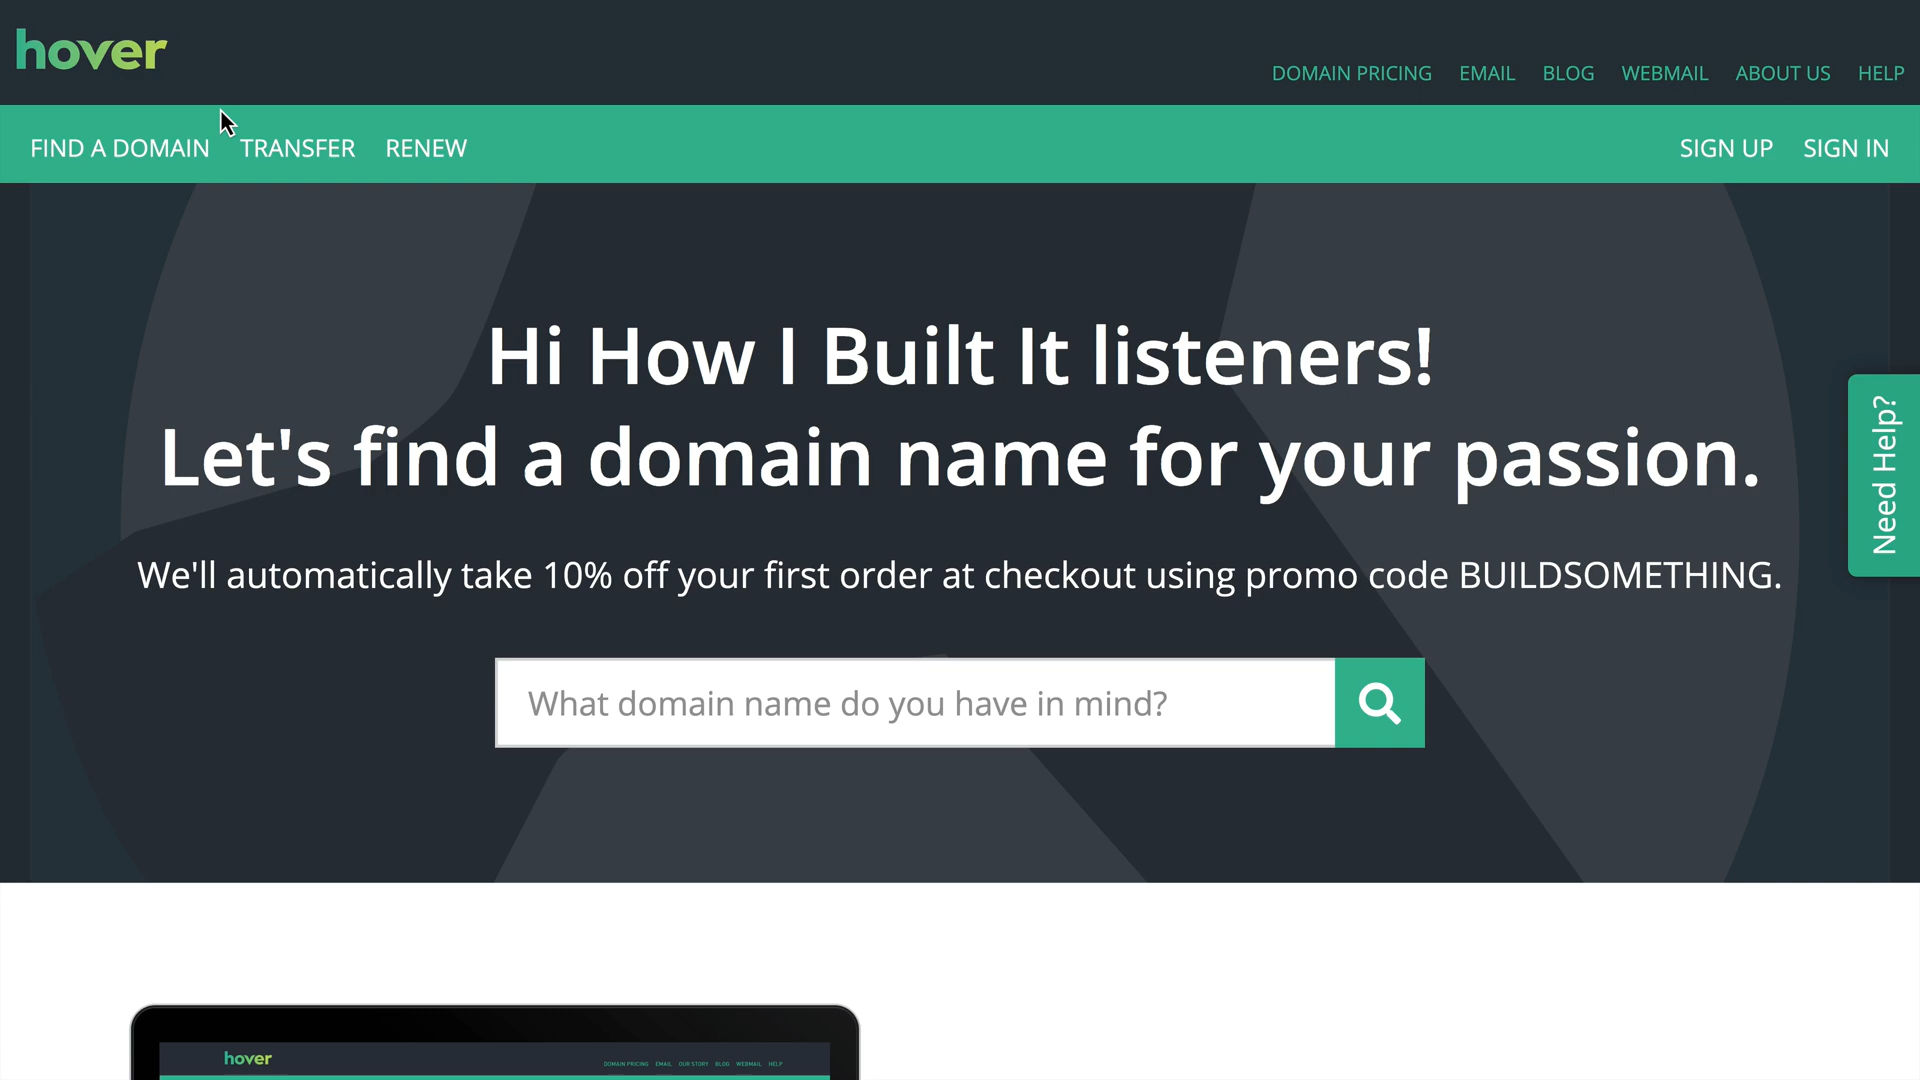 hover
DOMAIN PRICING EMAIL BLOG WEBMAIL ABOUT US HELP
FIND A DOMAIN TRANSFER RENEW SIGN UP SIGN IN
Hi How I Built It listeners!
Let's find a domain name for your passion.
We'll automatically take 10% off your first order at checkout using promo code BUILDSOMETHING.
What domain name do you have in mind?
Need Help?
hover
DOMAIN PRICING EMAIL OUR STORY BLOG WEBMAIL HELP